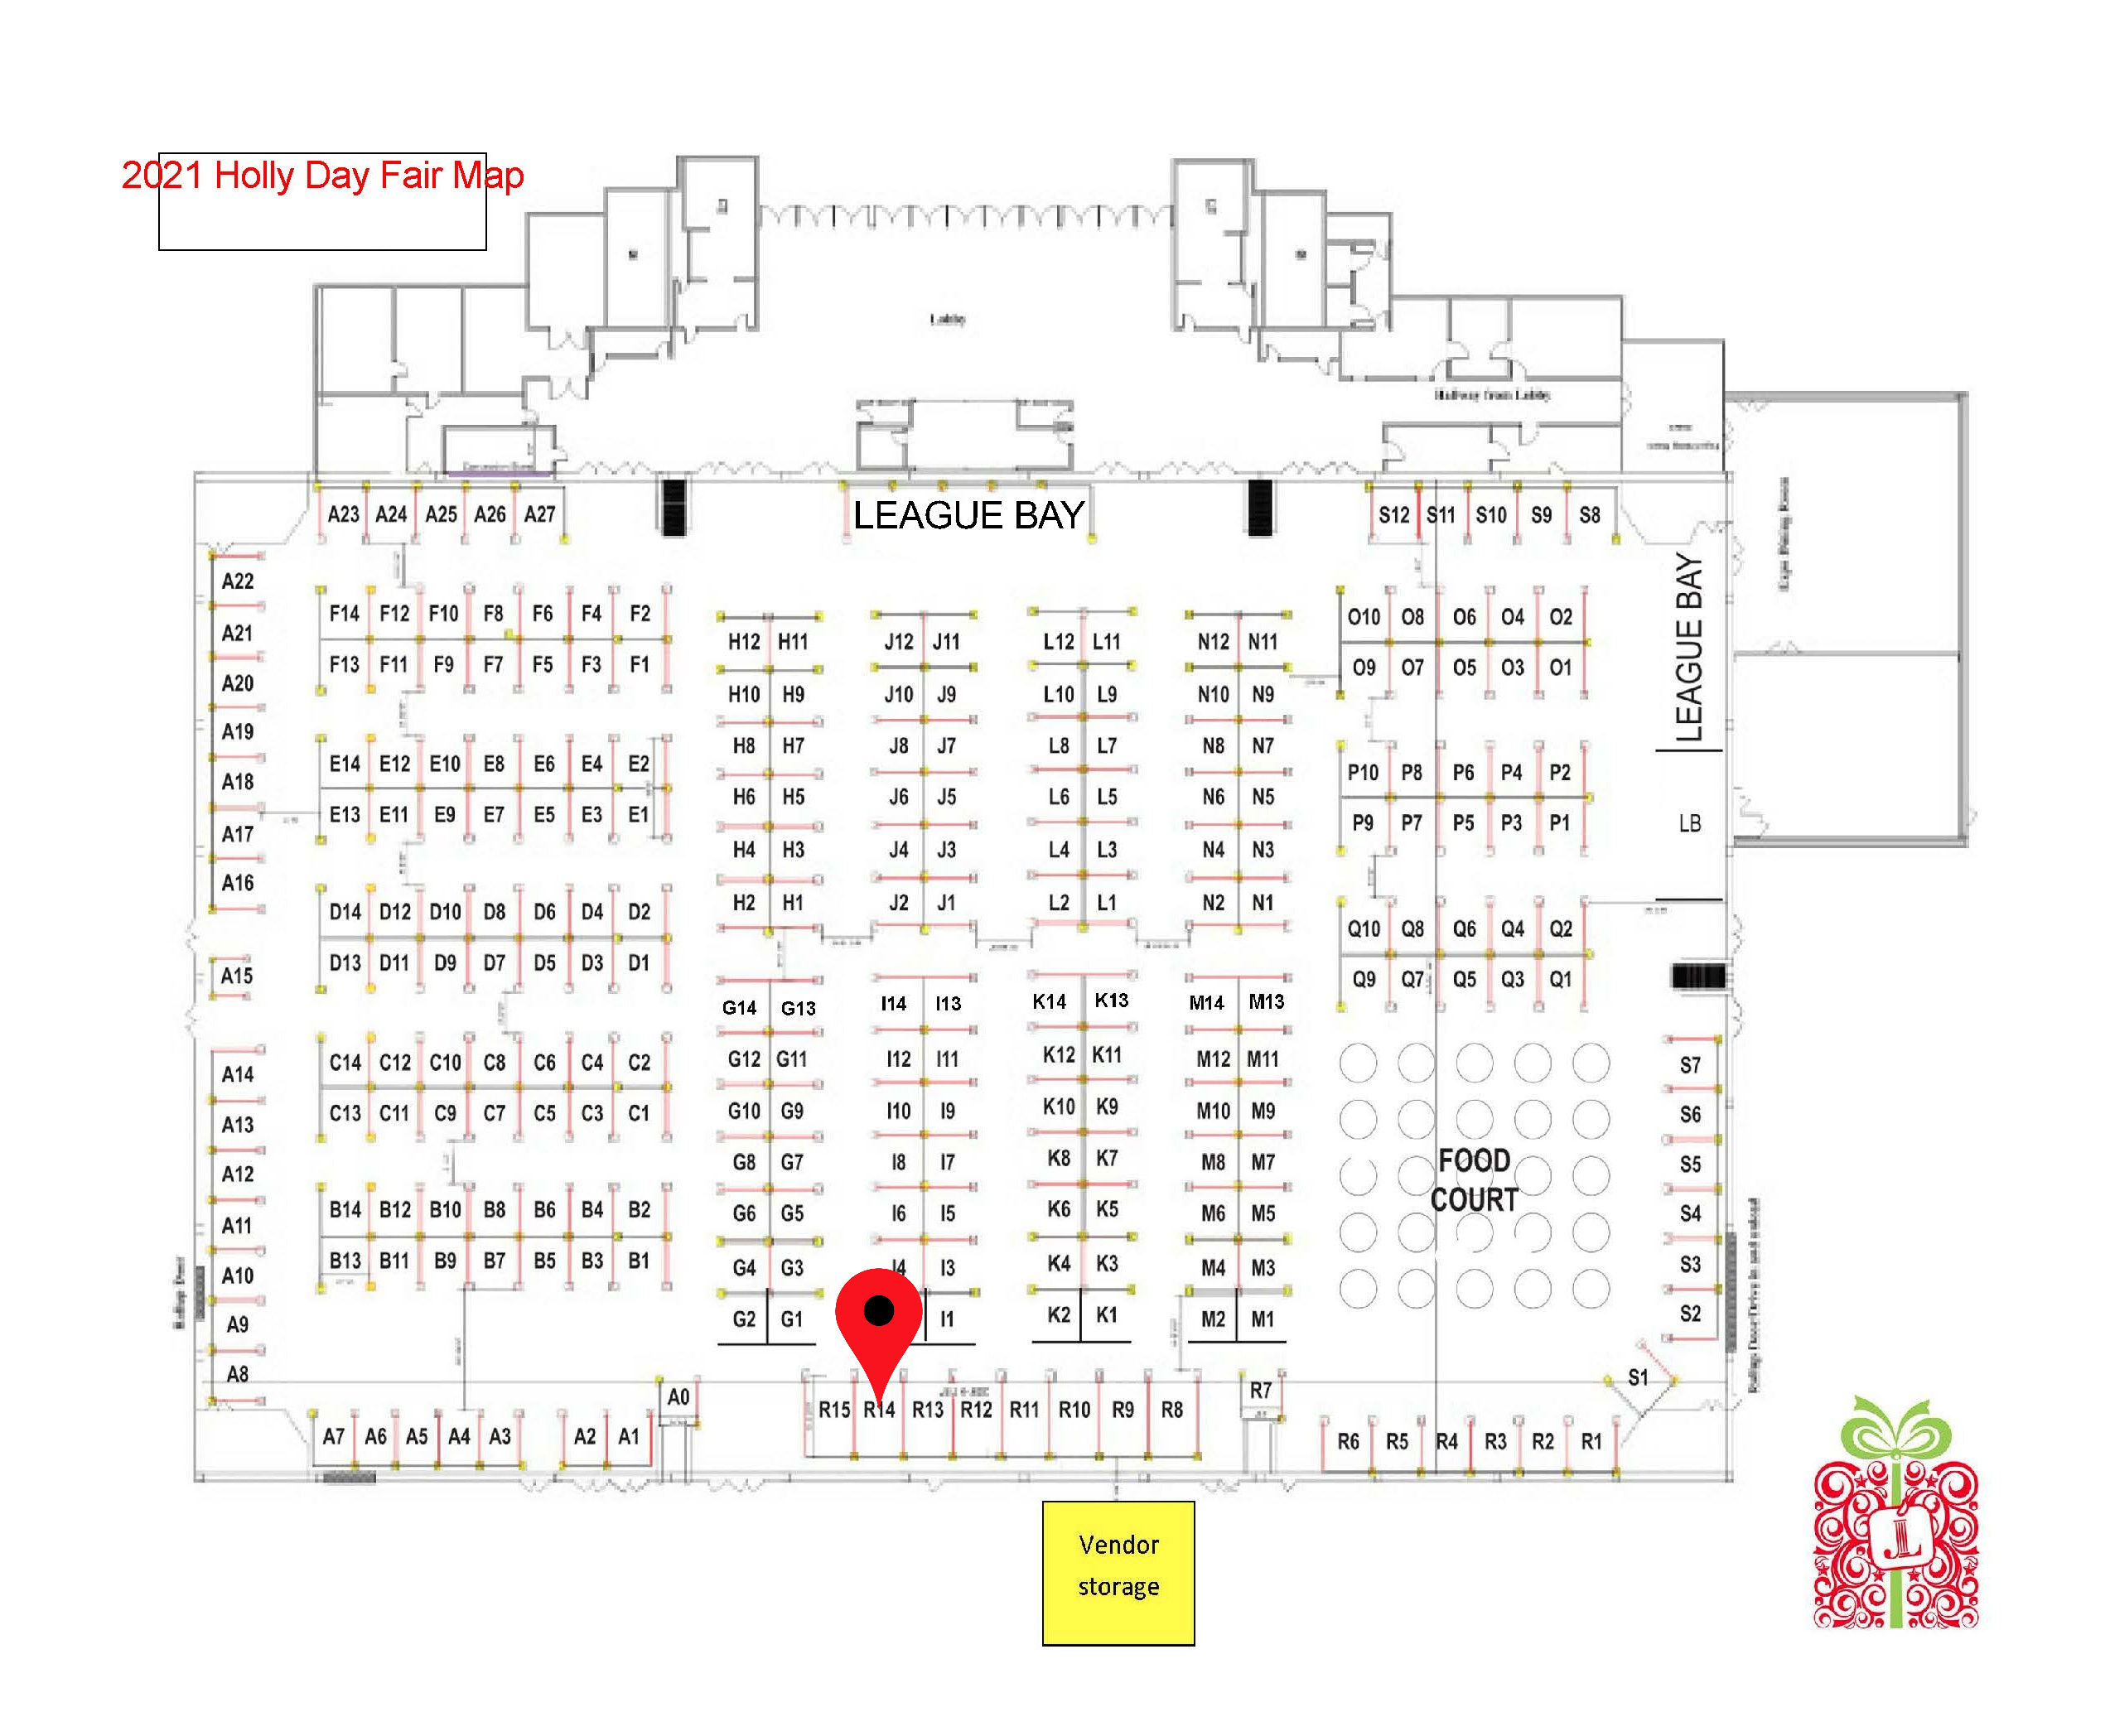 2021 Holly Day Fair Map
Lobby
Hallway from Lobby
LEAGUE BAY
A23 A24 A25 A26 A27
S12 S11 S10 S9 S8
LEAGUE BAY
LB
A22
A21
A20
A19
A18
A17
A16
A15
A14
A13
A12
A11
A10
A9
A8
F14 F12 F10 F8 F6 F4 F2
F13 F11 F9 F7 F5 F3 F1
E14 E12 E10 E8 E6 E4 E2
E13 E11 E9 E7 E5 E3 E1
D14 D12 D10 D8 D6 D4 D2
D13 D11 D9 D7 D5 D3 D1
C14 C12 C10 C8 C6 C4 C2
C13 C11 C9 C7 C5 C3 C1
B14 B12 B10 B8 B6 B4 B2
B13 B11 B9 B7 B5 B3 B1
H12 H11 J12 J11 L12 L11 N12 N11
H10 H9 J10 J9 L10 L9 N10 N9
H8 H7 J8 J7 L8 L7 N8 N7
H6 H5 J6 J5 L6 L5 N6 N5
H4 H3 J4 J3 L4 L3 N4 N3
H2 H1 J2 J1 L2 L1 N2 N1
G14 G13 I14 I13 K14 K13 M14 M13
G12 G11 I12 I11 K12 K11 M12 M11
G10 G9 I10 I9 K10 K9 M10 M9
G8 G7 I8 I7 K8 K7 M8 M7
G6 G5 I6 I5 K6 K5 M6 M5
G4 G3 I4 I3 K4 K3 M4 M3
G2 G1 I1 K2 K1 M2 M1
O10 O8 O6 O4 O2
O9 O7 O5 O3 O1
P10 P8 P6 P4 P2
P9 P7 P5 P3 P1
Q10 Q8 Q6 Q4 Q2
Q9 Q7 Q5 Q3 Q1
FOOD
COURT
S7
S6
S5
S4
S3
S2
S1
A7 A6 A5 A4 A3 A2 A1
A0
R15 R14 R13 R12 R11 R10 R9 R8
R7
R6 R5 R4 R3 R2 R1
Vendor
storage
JL